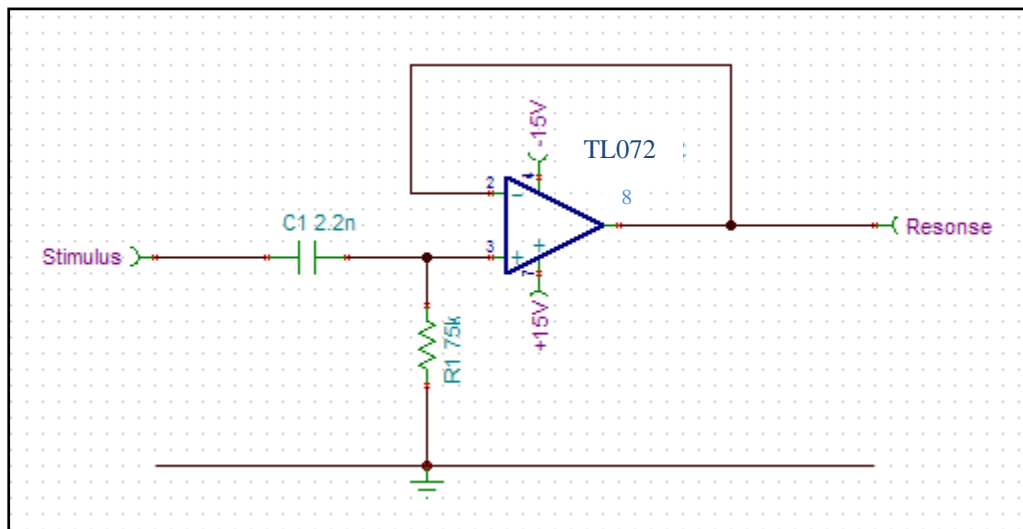 -15V
TL072
4
2
8
C1 2.2n
Stimulus
3
Resonse
7
+15V
R1 75k